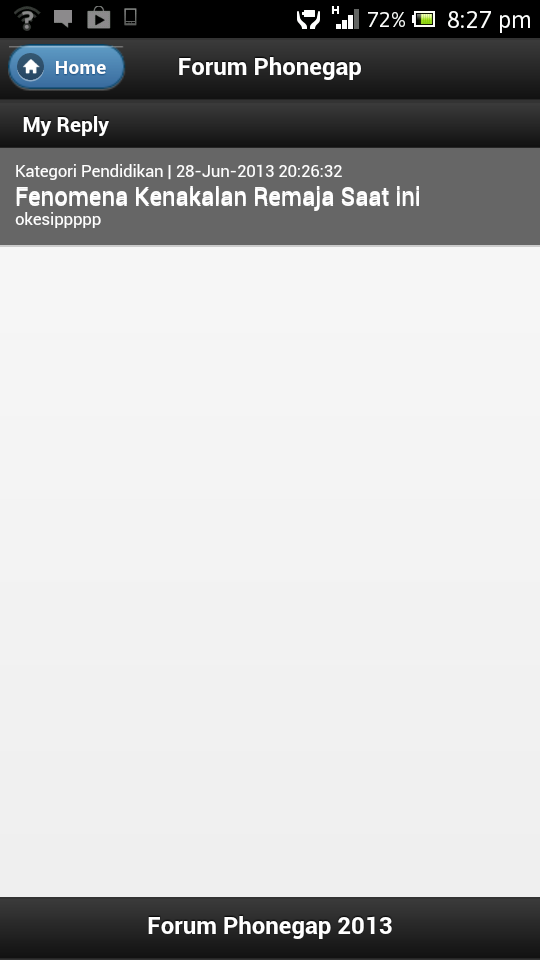 H 72% 8:27 pm
Home
Forum Phonegap
My Reply
Kategori Pendidikan | 28-Jun-2013 20:26:32
Fenomena Kenakalan Remaja Saat ini
okesippppp
Forum Phonegap 2013